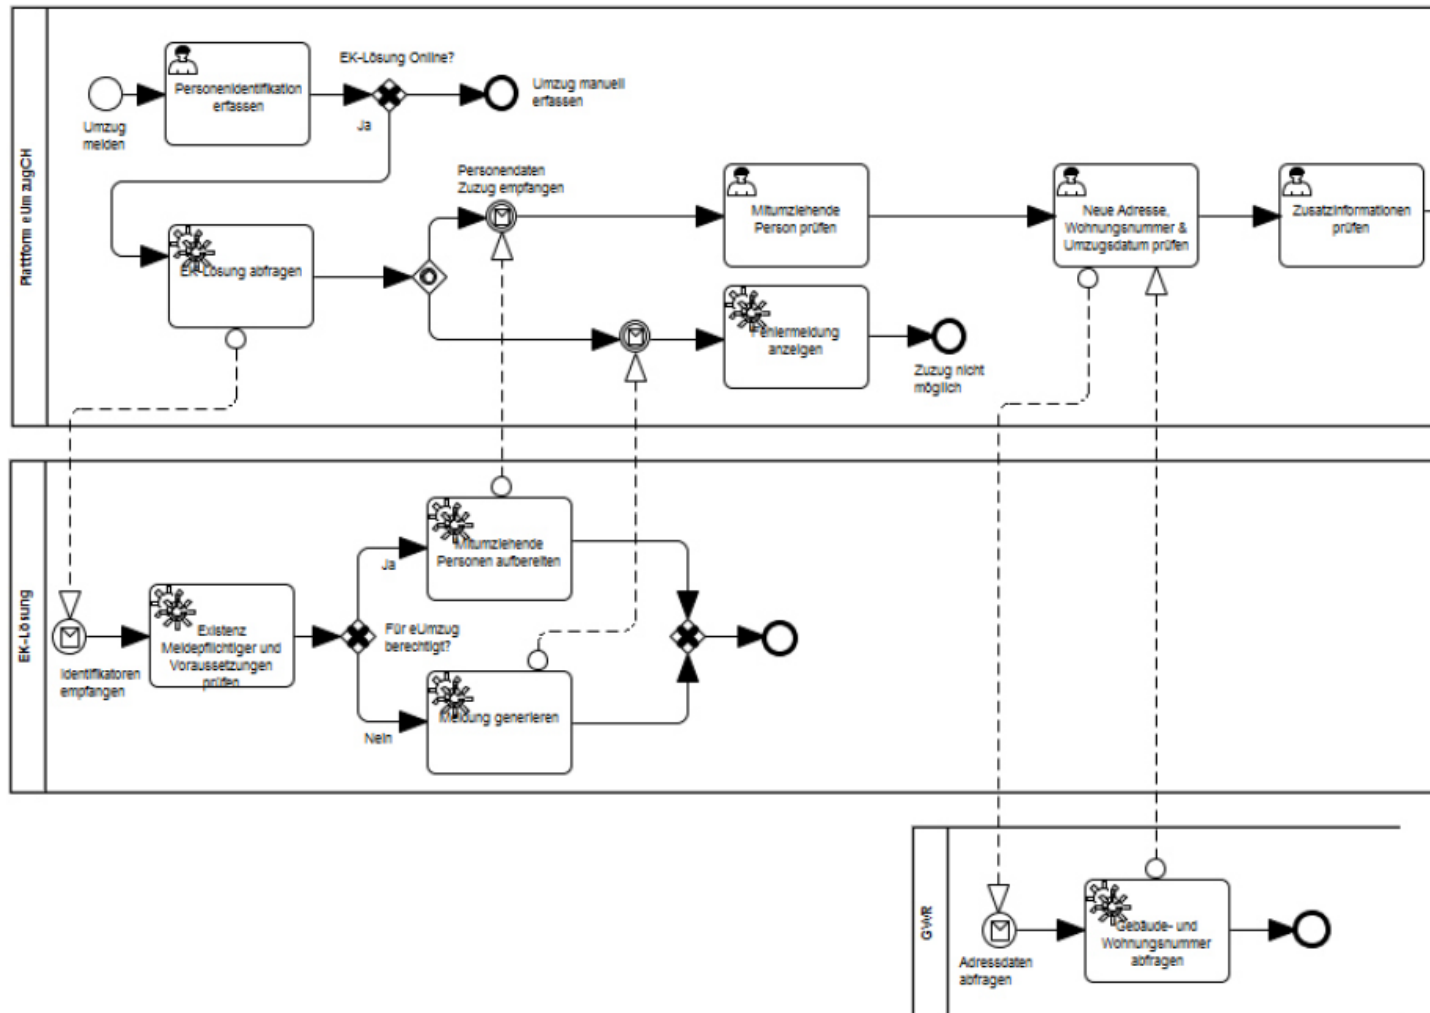 Plattform eUmzugCH
EK-Lösung Online?
Personenidentifikation
erfassen
Umzug manuell
erfassen
Umzug
melden
Ja
Personendaten
Zuzug empfangen
Mitumziehende
Person prüfen
Neue Adresse,
Wohnungsnummer &
Umzugsdatum prüfen
Zusatzinformationen
prüfen
EK-Lösung abfragen
Fehlermeldung
anzeigen
Zuzug nicht
möglich
EK-Lösung
Mitumziehende
Personen aufbereiten
Ja
Existenz
Meldepflichtiger und
Voraussetzungen
prüfen
Für eUmzug
berechtigt?
Identifikatoren
empfangen
Meldung generieren
Nein
GWR
Gebäude- und
Wohnungsnummer
abfragen
Adressdaten
abfragen